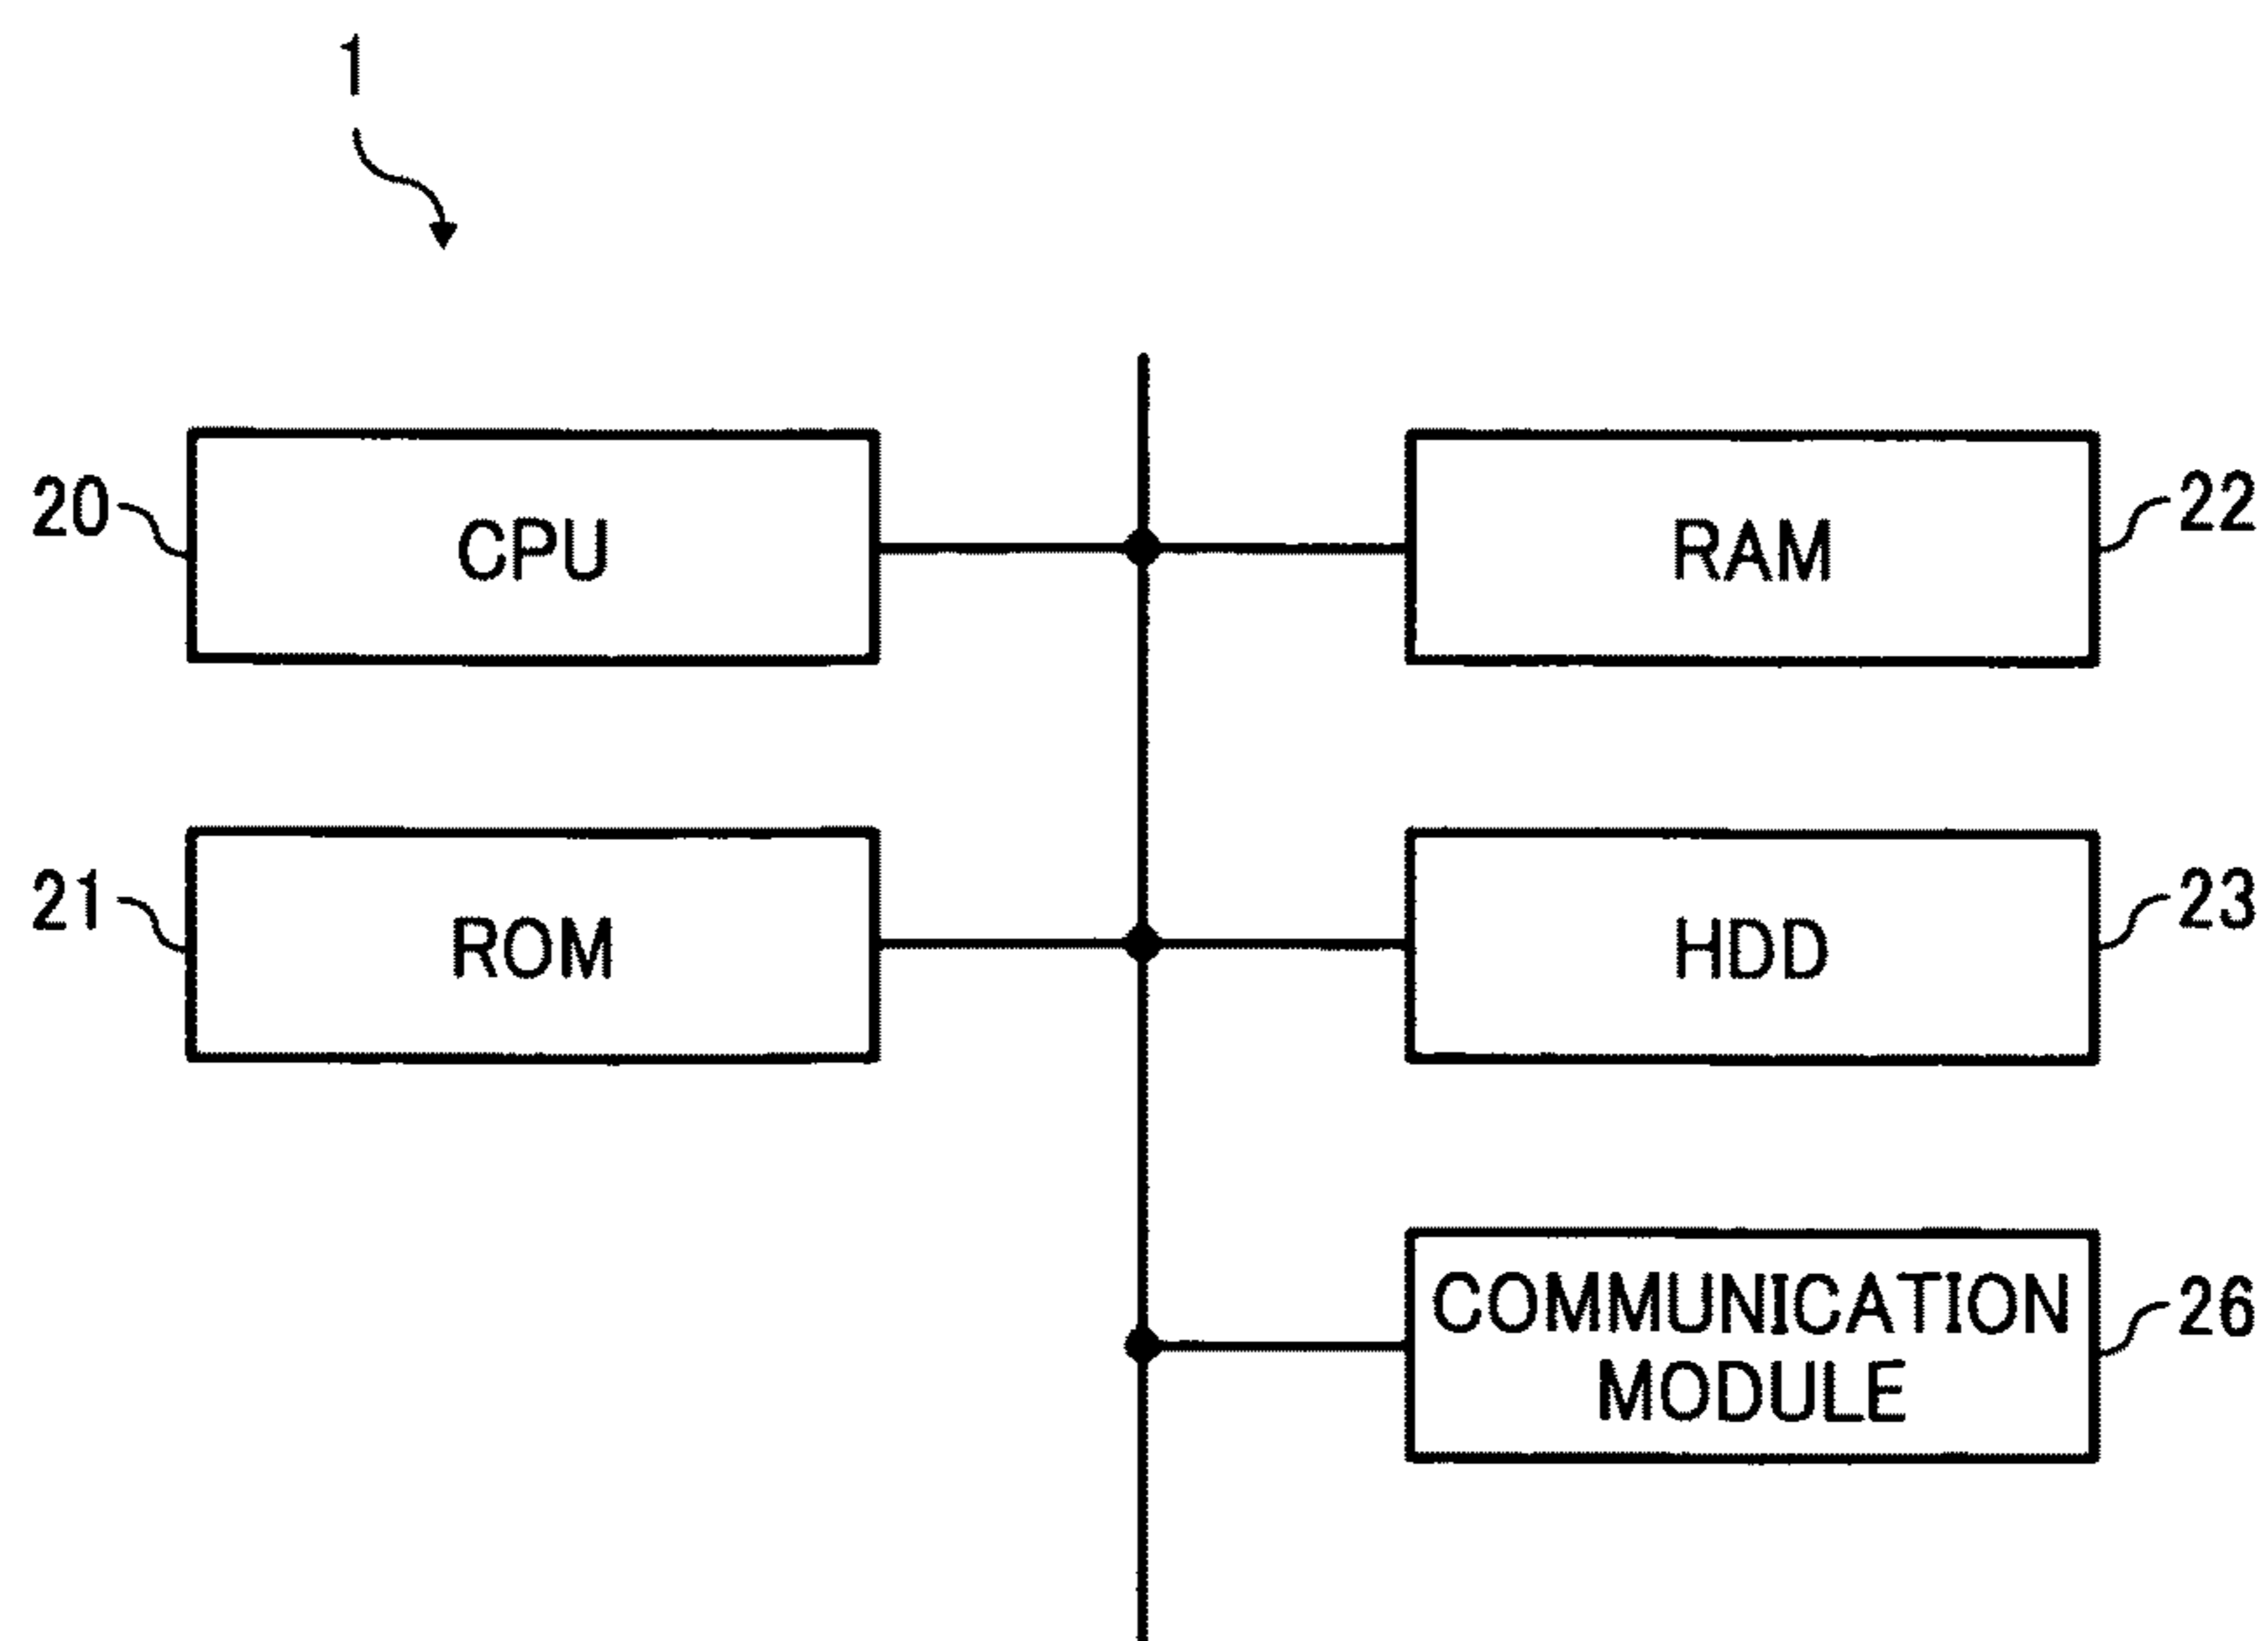 1
20
CPU
RAM
22
21
ROM
HDD
23
COMMUNICATION
MODULE
26